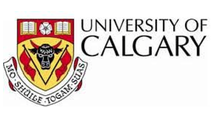 UNIVERSITY OF
CALGARY
MO SHÙILE TOGAM SUAS